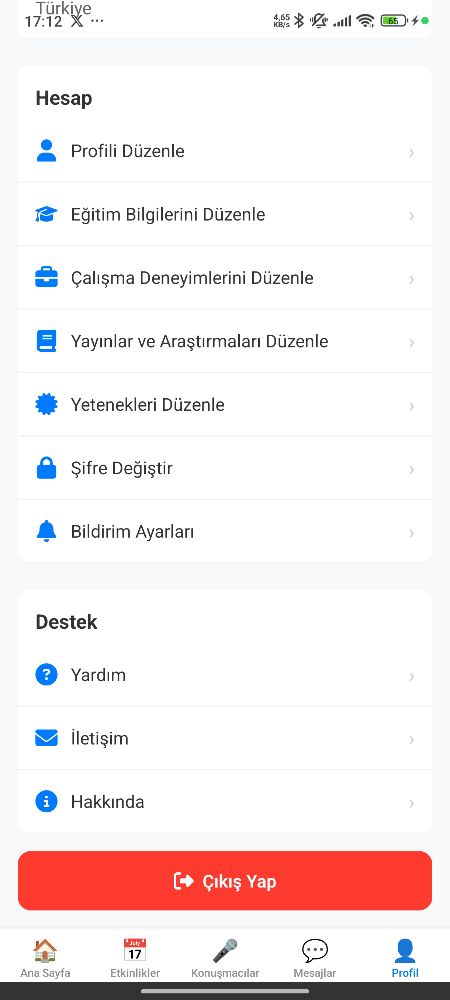 Türkiye
17:12 X ... 4,65 KB/s 65
Hesap
Profili Düzenle
Eğitim Bilgilerini Düzenle
Çalışma Deneyimlerini Düzenle
Yayınlar ve Araştırmaları Düzenle
Yetenekleri Düzenle
Şifre Değiştir
Bildirim Ayarları
Destek
Yardım
İletişim
Hakkında
Çıkış Yap
July 17
Ana Sayfa Etkinlikler Konuşmacılar Mesajlar Profil